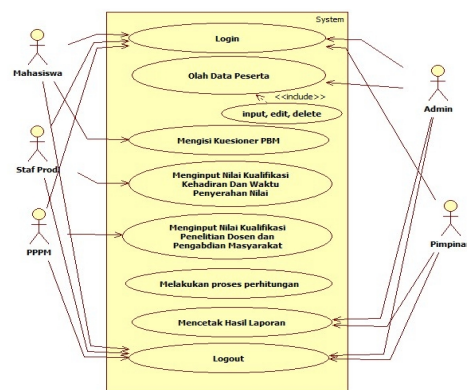 System
Login
Mahasiswa
Olah Data Peserta
Admin
<<include>>
input, edit, delete
Mengisi Kuesioner PBM
Staf Prodi
Menginput Nilai Kualifikasi
Kehadiran Dan Waktu
Penyerahan Nilai
Menginput Nilai Kualifikasi
Penelitian Dosen dan
Pengabdian Masyarakat
PPPM
Pimpinan
Melakukan proses perhitungan
Mencetak Hasil Laporan
Logout